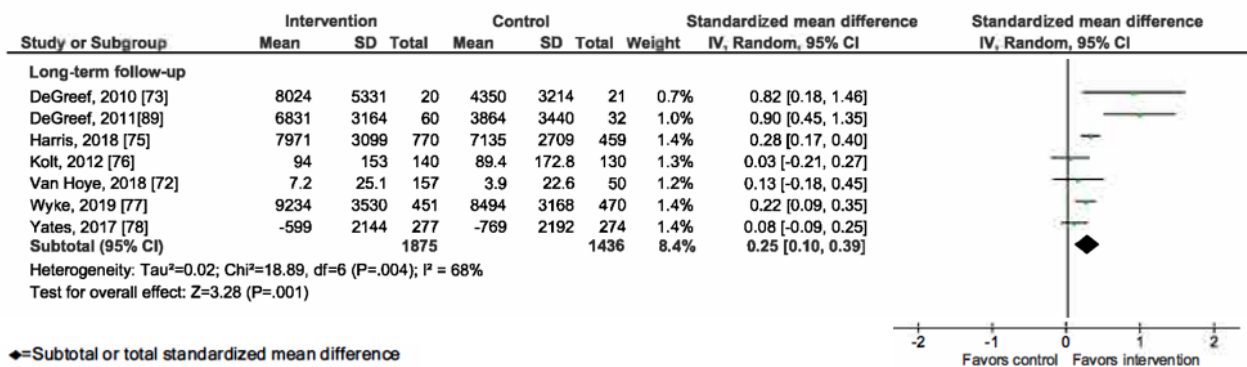 Intervention Control Standardized mean difference Standardized mean difference
Study or Subgroup Mean SD Total Mean SD Total Weight IV, Random, 95% CI IV, Random, 95% CI
Long-term follow-up
DeGreef, 2010 [73] 8024 5331 20 4350 3214 21 0.7% 0.82 [0.18, 1.46]
DeGreef, 2011[89] 6831 3164 60 3864 3440 32 1.0% 0.90 [0.45, 1.35]
Harris, 2018 [75] 7971 3099 770 7135 2709 459 1.4% 0.28 [0.17, 0.40]
Kolt, 2012 [76] 94 153 140 89.4 172.8 130 1.3% 0.03 [-0.21, 0.27]
Van Hoye, 2018 [72] 7.2 25.1 157 3.9 22.6 50 1.2% 0.13 [-0.18, 0.45]
Wyke, 2019 [77] 9234 3530 451 8494 3168 470 1.4% 0.22 [0.09, 0.35]
Yates, 2017 [78] -599 2144 277 -769 2192 274 1.4% 0.08 [-0.09, 0.25]
Subtotal (95% CI) 1875 1436 8.4% 0.25 [0.10, 0.39]
Heterogeneity: Tau²=0.02; Chi²=18.89, df=6 (P=.004); I² = 68%
Test for overall effect: Z=3.28 (P=.001)
-2 -1 0 1 2
◆=Subtotal or total standardized mean difference
Favors control Favors intervention